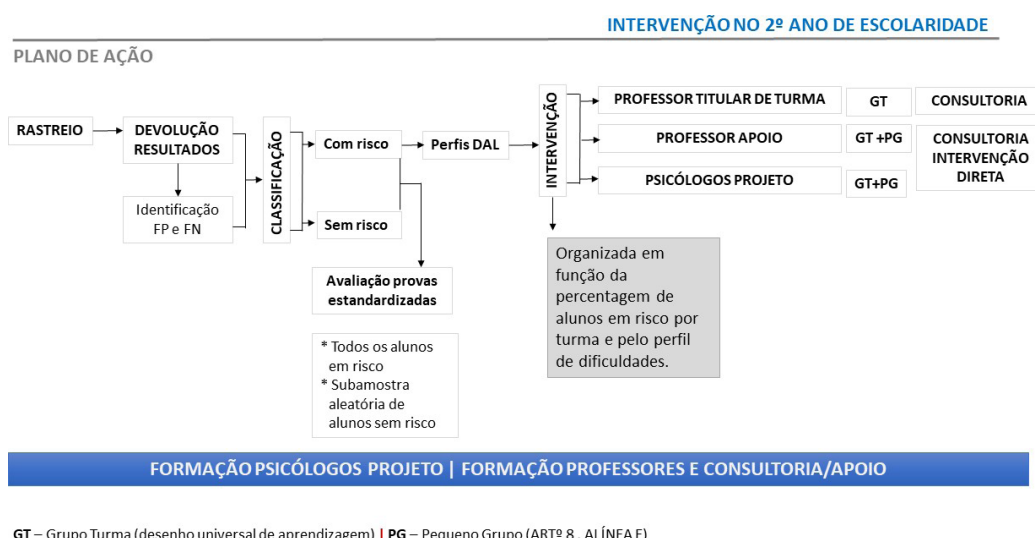 INTERVENÇÃO NO 2º ANO DE ESCOLARIDADE
PLANO DE AÇÃO
RASTREIO
DEVOLUÇÃO
RESULTADOS
Identificação
FP e FN
CLASSIFICAÇÃO
Com risco
Sem risco
Perfis DAL
Avaliação provas
estandardizadas
* Todos os alunos
em risco
* Subamostra
aleatória de
alunos sem risco
INTERVENÇÃO
PROFESSOR TITULAR DE TURMA
GT
CONSULTORIA
PROFESSOR APOIO
GT +PG
PSICÓLOGOS PROJETO
GT+PG
CONSULTORIA
INTERVENÇÃO
DIRETA
Organizada em
função da
percentagem de
alunos em risco por
turma e pelo perfil
de dificuldades.
FORMAÇÃO PSICÓLOGOS PROJETO | FORMAÇÃO PROFESSORES E CONSULTORIA/APOIO
GT – Grupo Turma (desenho universal de aprendizagem) | PG – Pequeno Grupo (ARTº 8 , ALÍNEA E)